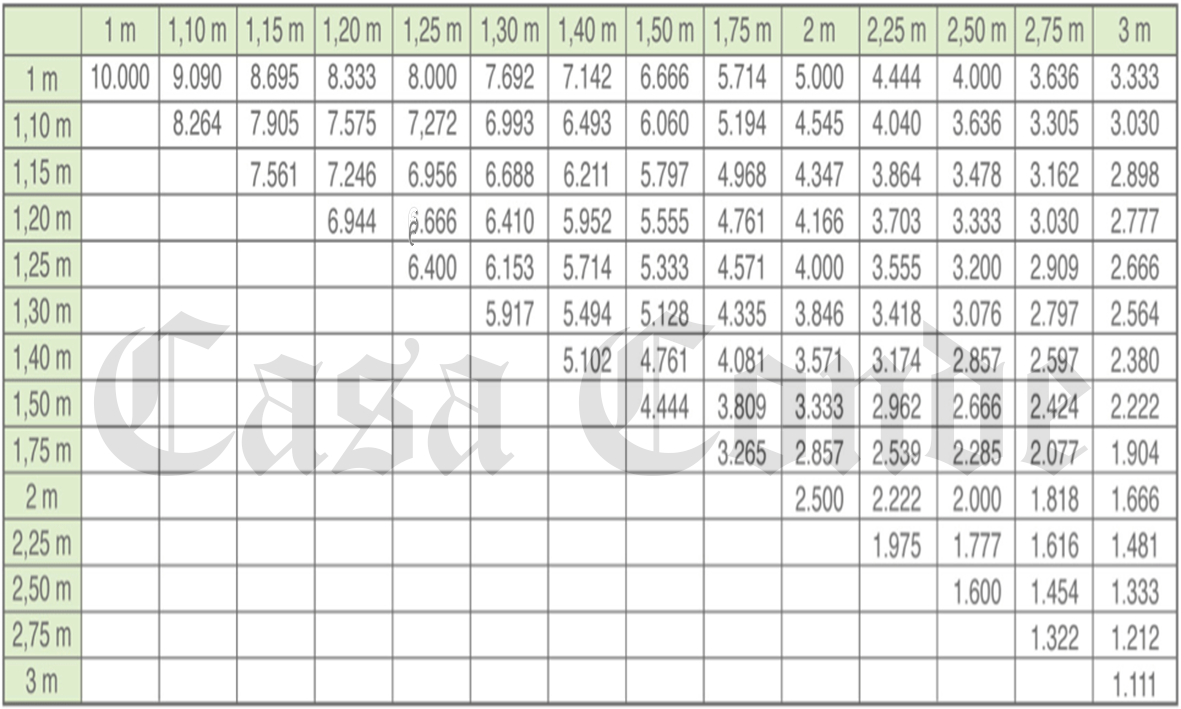 1 m 1,10 m 1,15 m 1,20 m 1,25 m 1,30 m 1,40 m 1,50 m 1,75 m 2 m 2,25 m 2,50 m 2,75 m 3 m
1 m 10.000 9.090 8.695 8.333 8.000 7.692 7.142 6.666 5.714 5.000 4.444 4.000 3.636 3.333
1,10 m 8.264 7.905 7.575 7,272 6.993 6.493 6.060 5.194 4.545 4.040 3.636 3.305 3.030
1,15 m 7.561 7.246 6.956 6.688 6.211 5.797 4.968 4.347 3.864 3.478 3.162 2.898
1,20 m 6.944 6.410 5.952 5.555 4.761 4.166 3.703 3.333 3.030 2.777
1,25 m 6.400 6.153 5.714 5.333 4.571 4.000 3.555 3.200 2.909 2.666
1,30 m 5.917 5.494 5.128 4.335 3.846 3.418 3.076 2.797 2.564
1,40 m 5.102 4.761 4.081 3.571 3.174 2.857 2.597 2.380
1,50 m 4.444 3.809 3.333 2.962 2.666 2.424 2.222
1,75 m 3.265 2.857 2.539 2.285 2.077 1.904
2 m 2.500 2.222 2.000 1.818 1.666
2,25 m 1.975 1.777 1.616 1.481
2,50 m 1.600 1.454 1.333
2,75 m 1.322 1.212
3 m 1.111
Casa Conde